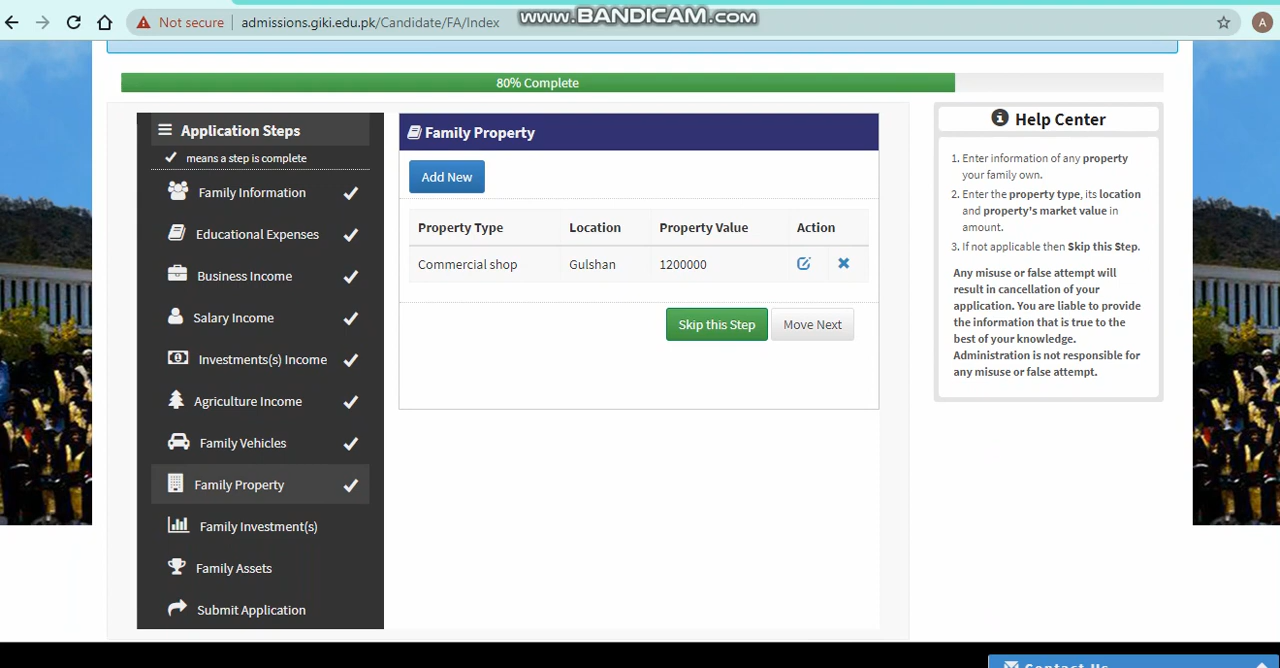 Not secure
admissions.giki.edu.pk/Candidate/FA/Index
www.BANDICAM.com
A
80% Complete
Application Steps
means a step is complete
Family Information
Educational Expenses
Business Income
Salary Income
Investments(s) Income
Agriculture Income
Family Vehicles
Family Property
Family Investment(s)
Family Assets
Submit Application
Family Property
Add New
Property Type Location Property Value Action
Commercial shop Gulshan 1200000
Skip this Step Move Next
Help Center
1. Enter information of any property
your family own.
2. Enter the property type, its location
and property's market value in
amount.
3. If not applicable then Skip this Step.
Any misuse or false attempt will
result in cancellation of your
application. You are liable to provide
the information that is true to the
best of your knowledge.
Administration is not responsible for
any misuse or false attempt.
Contact Us